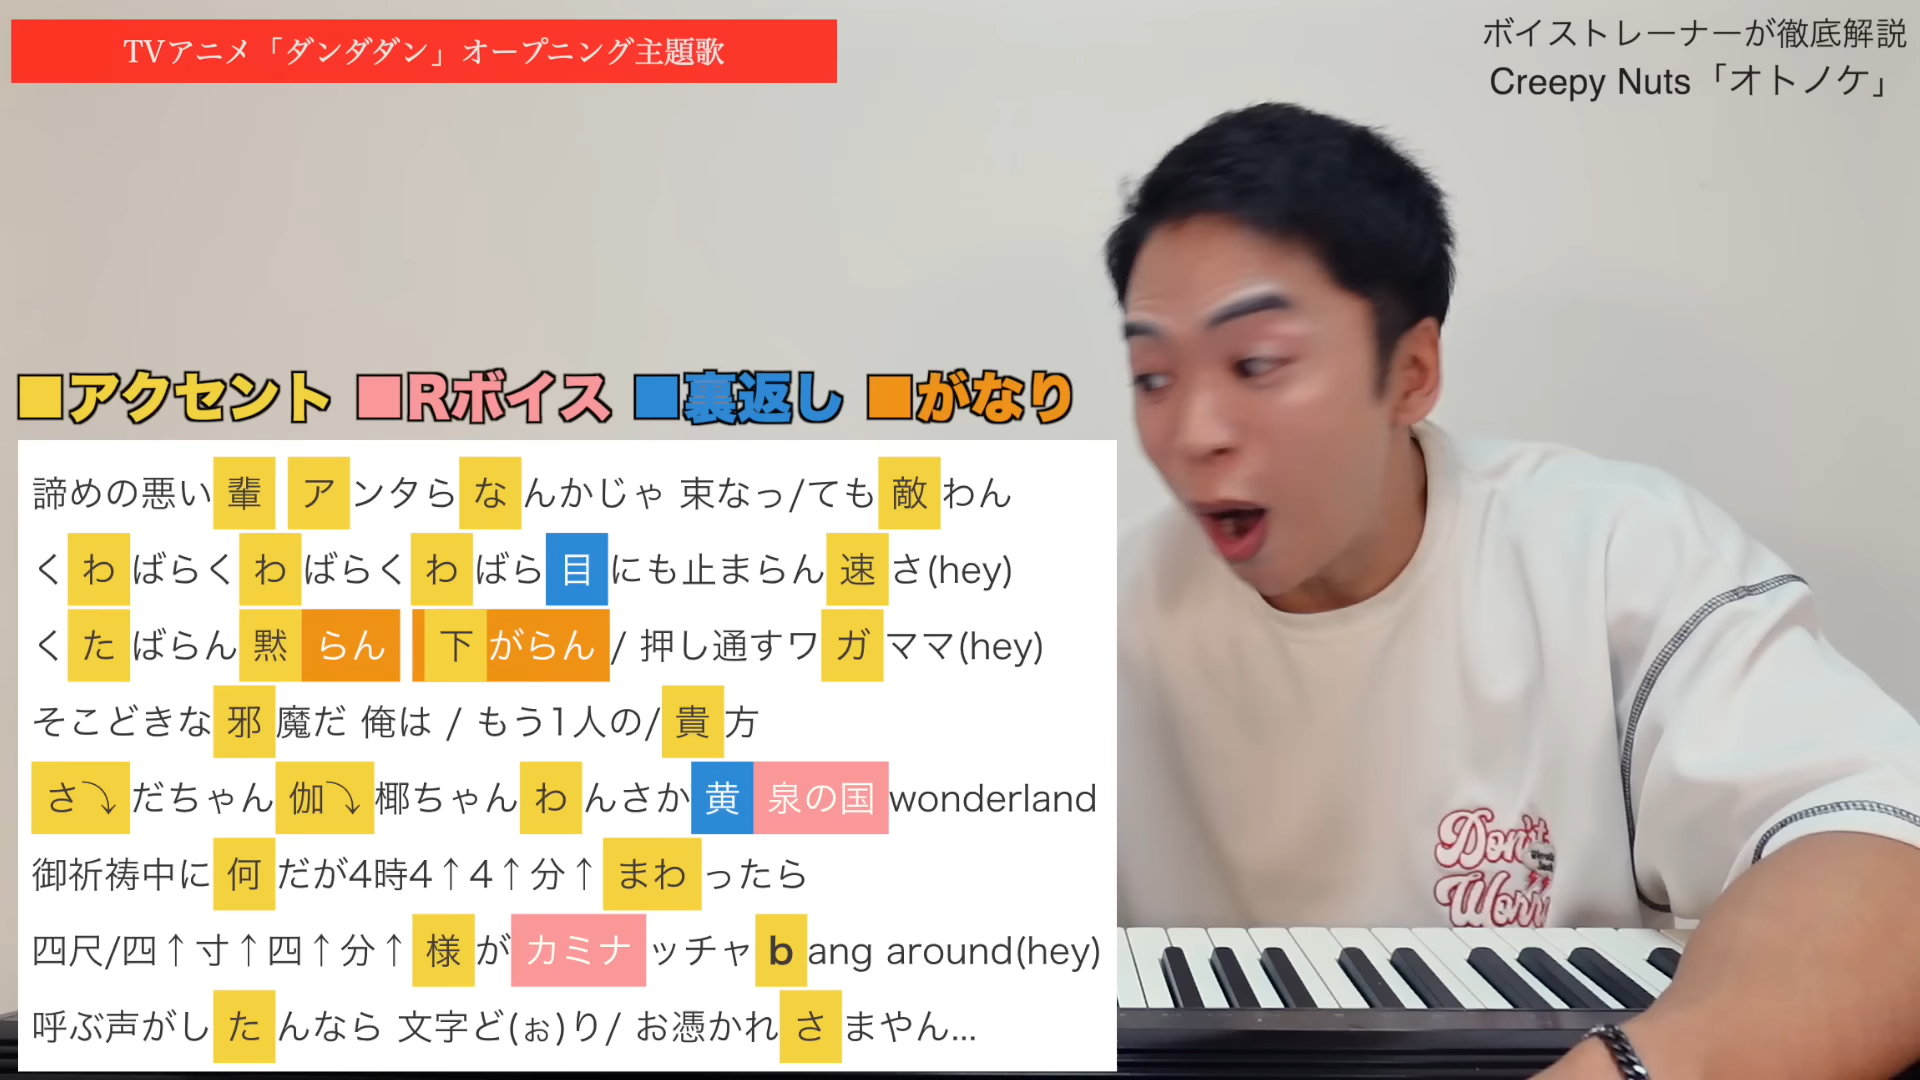 TVアニメ「ダンダダン」オープニング主題歌
ボイストレーナーが徹底解説
Creepy Nuts「オトノケ」
■アクセント ■Rボイス ■裏返し ■がなり
諦めの悪い輩 アンタらなんかじゃ 束なっ/ても敵わん
くわばらくわばらくわばら目にも止まらん速さ(hey)
くたばらん黙らん 下がらん/ 押し通すワガママ(hey)
そこどきな邪魔だ 俺は / もう1人の/貴方
さ⤵だちゃん伽⤵椰ちゃんわんさか黄泉の国wonderland
御祈祷中に何だが4時4↑4↑分↑まわったら
四尺/四↑寸↑四↑分↑様がカミナッチャbang around(hey)
呼ぶ声がしたんなら 文字ど(ぉ)り/ お憑かれさまやん...
Don't
Worry